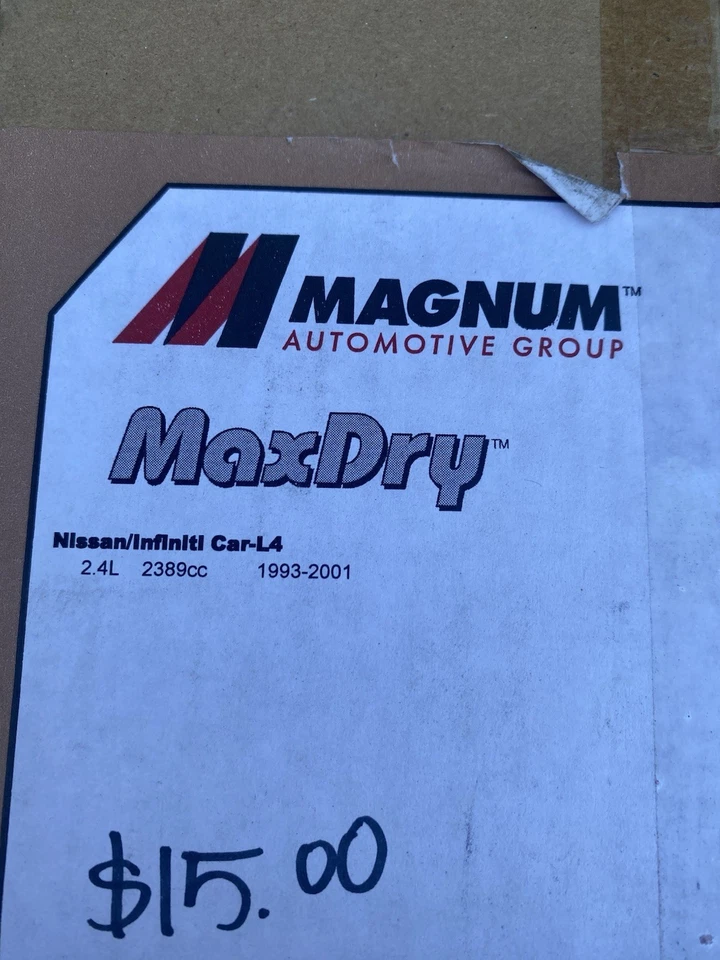 MAGNUM™
AUTOMOTIVE GROUP
MaxDry™
Nissan/Infiniti Car-L4
2.4L 2389cc 1993-2001
$15.00